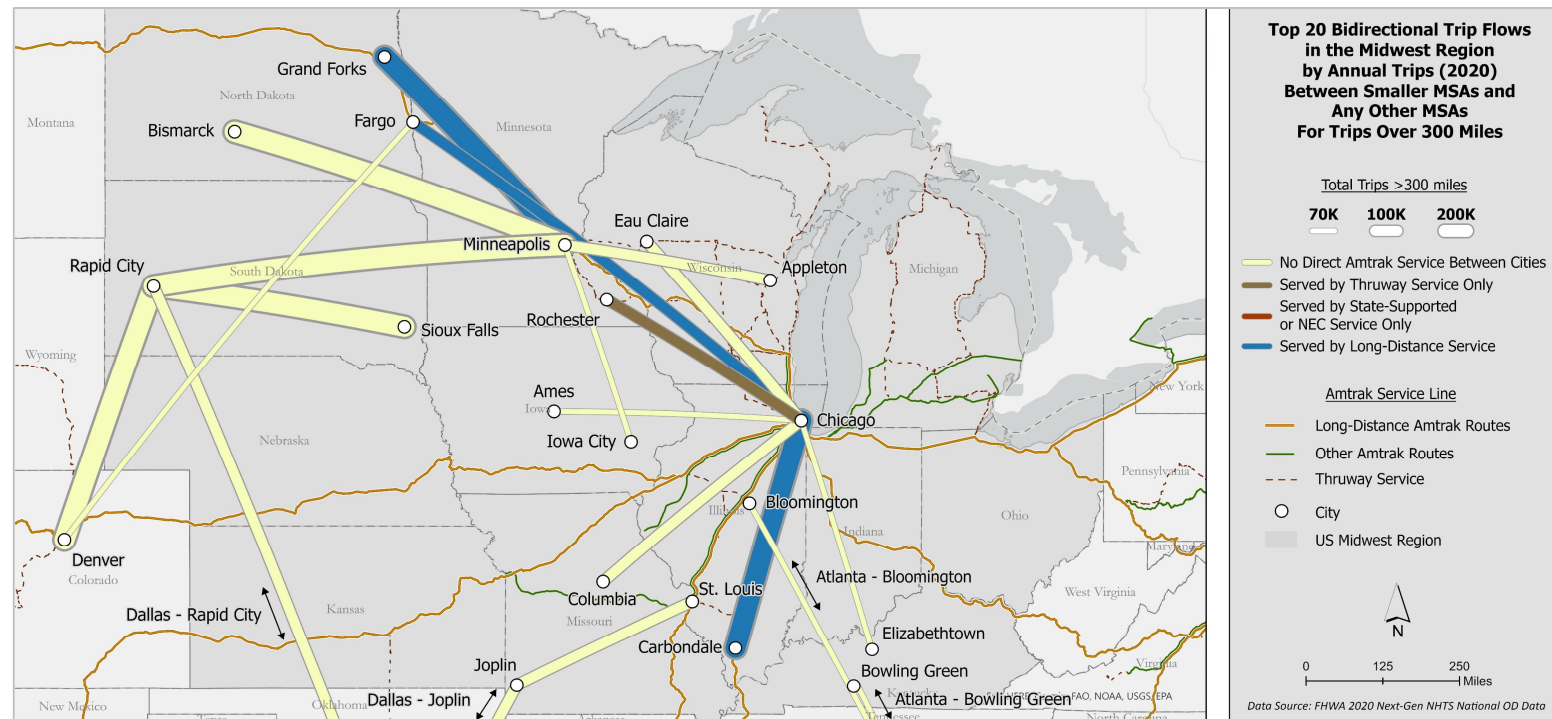 Grand Forks
North Dakota
Montana
Bismarck
Fargo
Minnesota
Eau Claire
Minneapolis
Rapid City
South Dakota
Wisconsin
Appleton
Michigan
Rochester
Sioux Falls
Wyoming
Ames
Iowa
Iowa City
Chicago
Nebraska
New York
Pennsylvania
Bloomington
Illinois
Indiana
Ohio
Denver
Colorado
Maryland
Atlanta - Bloomington
St. Louis
Columbia
West Virginia
Dallas - Rapid City
Kansas
Missouri
Carbondale
Elizabethtown
Bowling Green
Virginia
Joplin
Dallas - Joplin
Kentucky
FAO, NOAA, USGS, EPA
Atlanta - Bowling Green
New Mexico
Oklahoma
Texas
Arkansas
Tennessee
North Carolina
Top 20 Bidirectional Trip Flows
in the Midwest Region
by Annual Trips (2020)
Between Smaller MSAs and
Any Other MSAs
For Trips Over 300 Miles
Total Trips >300 miles
70K 100K 200K
No Direct Amtrak Service Between Cities
Served by Thruway Service Only
Served by State-Supported
or NEC Service Only
Served by Long-Distance Service
Amtrak Service Line
Long-Distance Amtrak Routes
Other Amtrak Routes
Thruway Service
City
US Midwest Region
N
0 125 250
Miles
Data Source: FHWA 2020 Next-Gen NHTS National OD Data